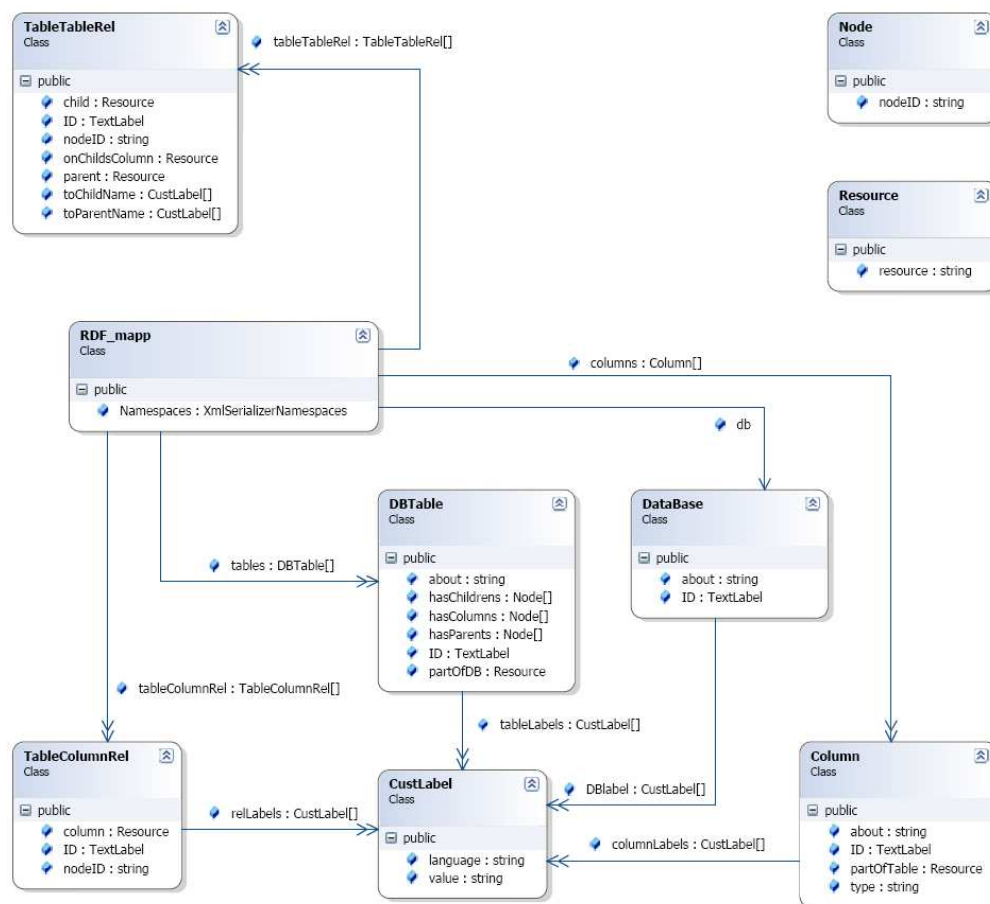 TableTableRel
Class
public
child : Resource
ID : TextLabel
nodeID : string
onChildsColumn : Resource
parent : Resource
toChildName : CustLabel[]
toParentName : CustLabel[]
tableTableRel : TableTableRel[]
Node
Class
public
nodeID : string
Resource
Class
public
resource : string
RDF_mapp
Class
public
Namespaces : XmlSerializerNamespaces
columns : Column[]
db
DBTable
Class
public
about : string
hasChildrens : Node[]
hasColumns : Node[]
hasParents : Node[]
ID : TextLabel
partOfDB : Resource
DataBase
Class
public
about : string
ID : TextLabel
tables : DBTable[]
tableColumnRel : TableColumnRel[]
tableLabels : CustLabel[]
TableColumnRel
Class
public
column : Resource
ID : TextLabel
nodeID : string
relLabels : CustLabel[]
CustLabel
Class
public
language : string
value : string
DBlabel : CustLabel[]
columnLabels : CustLabel[]
Column
Class
public
about : string
ID : TextLabel
partOfTable : Resource
type : string